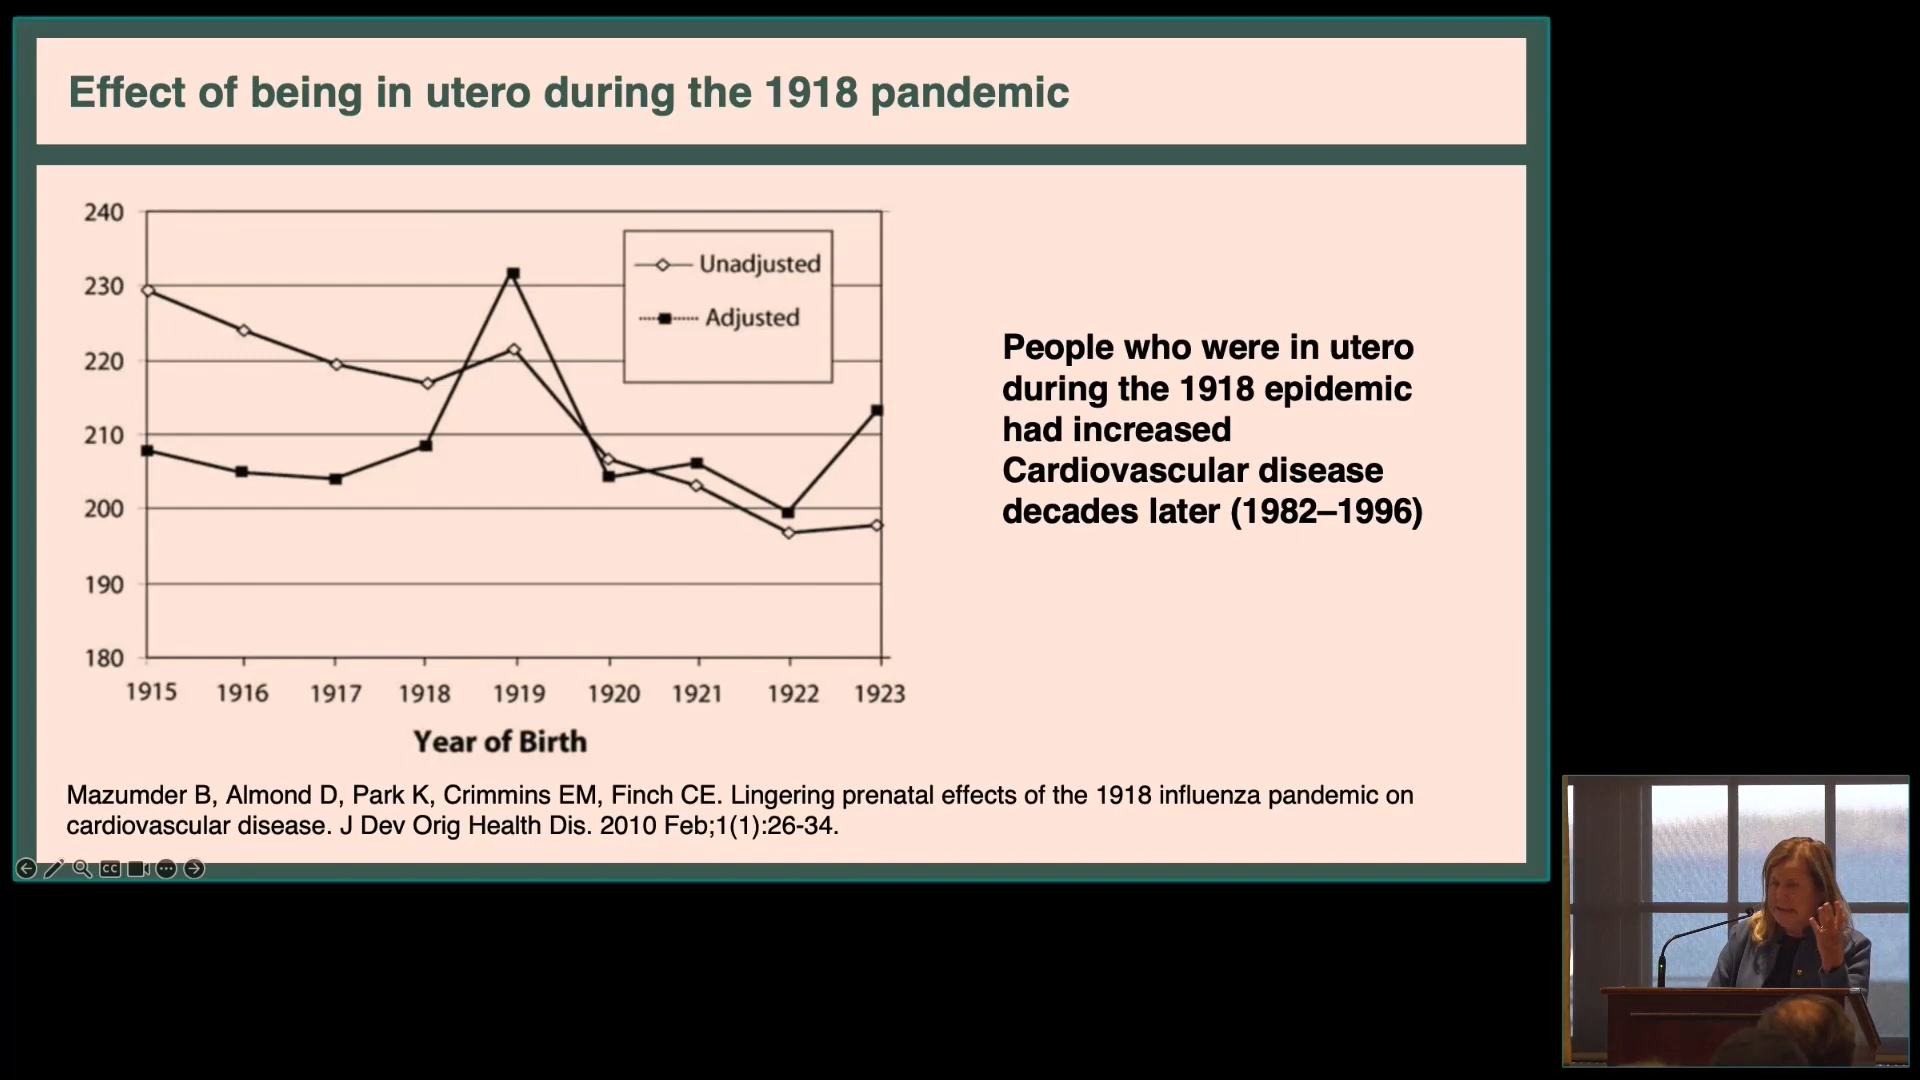 Effect of being in utero during the 1918 pandemic
240
230
220
210
200
190
180
Unadjusted
Adjusted
1915 1916 1917 1918 1919 1920 1921 1922 1923
Year of Birth
People who were in utero
during the 1918 epidemic
had increased
Cardiovascular disease
decades later (1982–1996)
Mazumder B, Almond D, Park K, Crimmins EM, Finch CE. Lingering prenatal effects of the 1918 influenza pandemic on
cardiovascular disease. J Dev Orig Health Dis. 2010 Feb;1(1):26-34.
CC